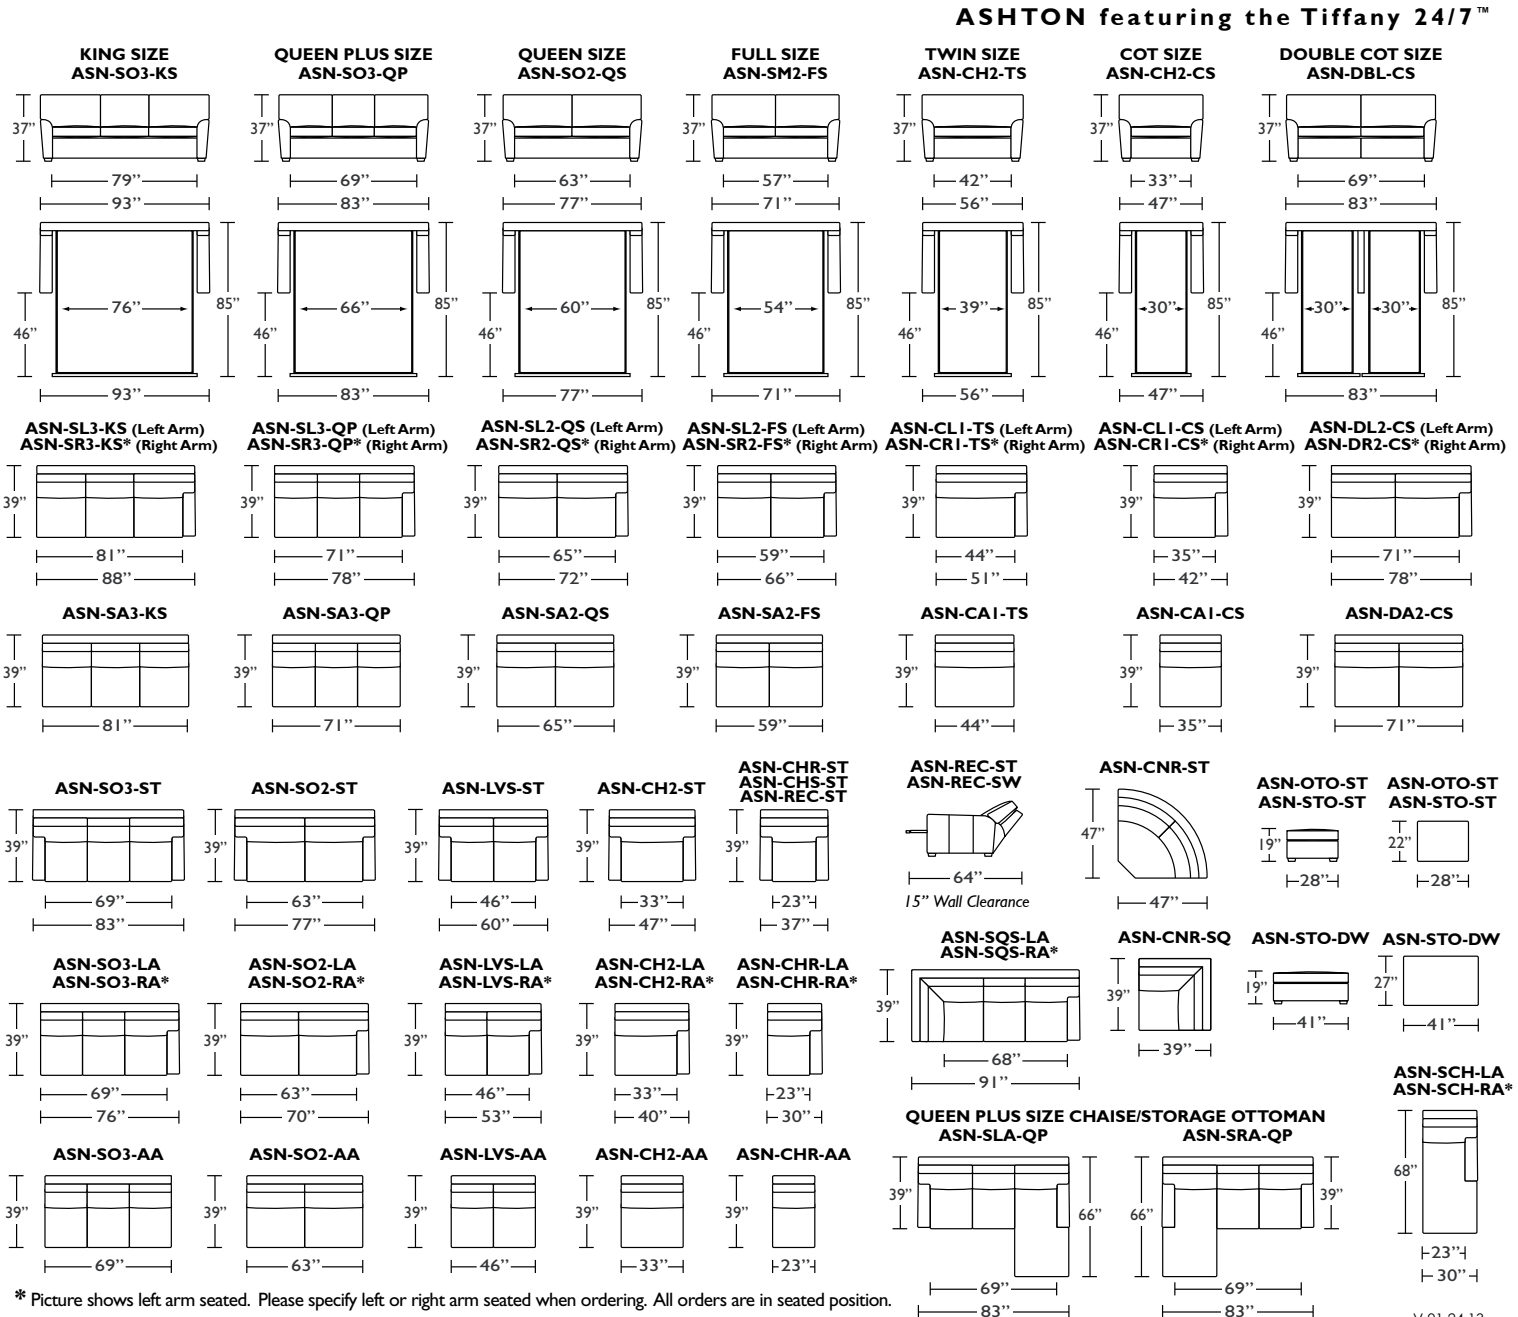 ASHTON featuring the Tiffany 24/7™
KING SIZE
ASN-SO3-KS
37”
79”
93”
76”
46”
85”
93”
QUEEN PLUS SIZE
ASN-SO3-QP
37”
69”
83”
66”
46”
85”
83”
QUEEN SIZE
ASN-SO2-QS
37”
63”
77”
60”
46”
85”
77”
FULL SIZE
ASN-SM2-FS
37”
57”
71”
54”
46”
85”
71”
TWIN SIZE
ASN-CH2-TS
37”
42”
56”
39”
46”
85”
56”
COT SIZE
ASN-CH2-CS
37”
33”
47”
30”
46”
85”
47”
DOUBLE COT SIZE
ASN-DBL-CS
37”
69”
83”
30” 30”
46”
85”
83”
ASN-SL3-KS (Left Arm)
ASN-SR3-KS* (Right Arm)
39”
81”
88”
ASN-SL3-QP (Left Arm)
ASN-SR3-QP* (Right Arm)
39”
71”
78”
ASN-SL2-QS (Left Arm)
ASN-SR2-QS* (Right Arm)
39”
65”
72”
ASN-SL2-FS (Left Arm)
ASN-SR2-FS* (Right Arm)
39”
59”
66”
ASN-CL1-TS (Left Arm)
ASN-CR1-TS* (Right Arm)
39”
44”
51”
ASN-CL1-CS (Left Arm)
ASN-CR1-CS* (Right Arm)
39”
35”
42”
ASN-DL2-CS (Left Arm)
ASN-DR2-CS* (Right Arm)
39”
71”
78”
ASN-SA3-KS
39”
81”
ASN-SA3-QP
39”
71”
ASN-SA2-QS
39”
65”
ASN-SA2-FS
39”
59”
ASN-CA1-TS
39”
44”
ASN-CA1-CS
39”
35”
ASN-DA2-CS
39”
71”
ASN-SO3-ST
39”
69”
83”
ASN-SO2-ST
39”
63”
77”
ASN-LVS-ST
39”
46”
60”
ASN-CH2-ST
39”
33”
47”
ASN-CHR-ST
ASN-CHS-ST
ASN-REC-ST
39”
23”
37”
ASN-REC-ST
ASN-REC-SW
64”
15” Wall Clearance
ASN-CNR-ST
47”
47”
ASN-OTO-ST
ASN-STO-ST
19”
28”
ASN-OTO-ST
ASN-STO-ST
22”
28”
ASN-SO3-LA
ASN-SO3-RA*
39”
69”
76”
ASN-SO2-LA
ASN-SO2-RA*
39”
63”
70”
ASN-LVS-LA
ASN-LVS-RA*
39”
46”
53”
ASN-CH2-LA
ASN-CH2-RA*
39”
33”
40”
ASN-CHR-LA
ASN-CHR-RA*
39”
23”
30”
ASN-SQS-LA
ASN-SQS-RA*
39”
68”
91”
ASN-CNR-SQ
39”
39”
ASN-STO-DW
19”
41”
ASN-STO-DW
27”
41”
ASN-SO3-AA
39”
69”
ASN-SO2-AA
39”
63”
ASN-LVS-AA
39”
46”
ASN-CH2-AA
39”
33”
ASN-CHR-AA
39”
23”
QUEEN PLUS SIZE CHAISE/STORAGE OTTOMAN
ASN-SLA-QP
39”
66”
69”
83”
ASN-SRA-QP
66”
39”
69”
83”
ASN-SCH-LA
ASN-SCH-RA*
68”
23”
30”
* Picture shows left arm seated. Please specify left or right arm seated when ordering. All orders are in seated position.